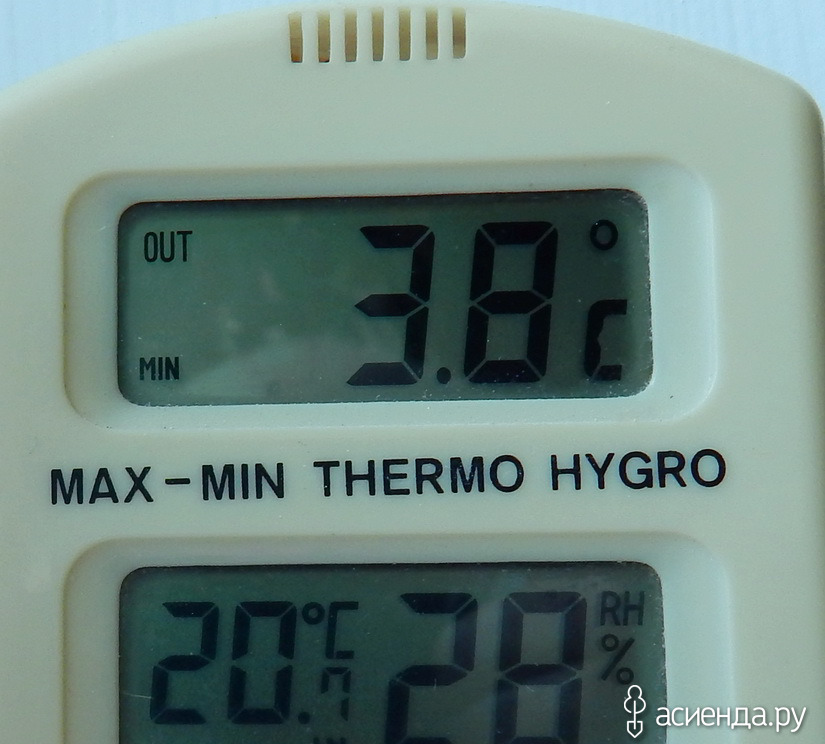 OUT
3.8 °C
MIN
MAX-MIN THERMO HYGRO
20. °C 28 RH
%
асиенда.ру